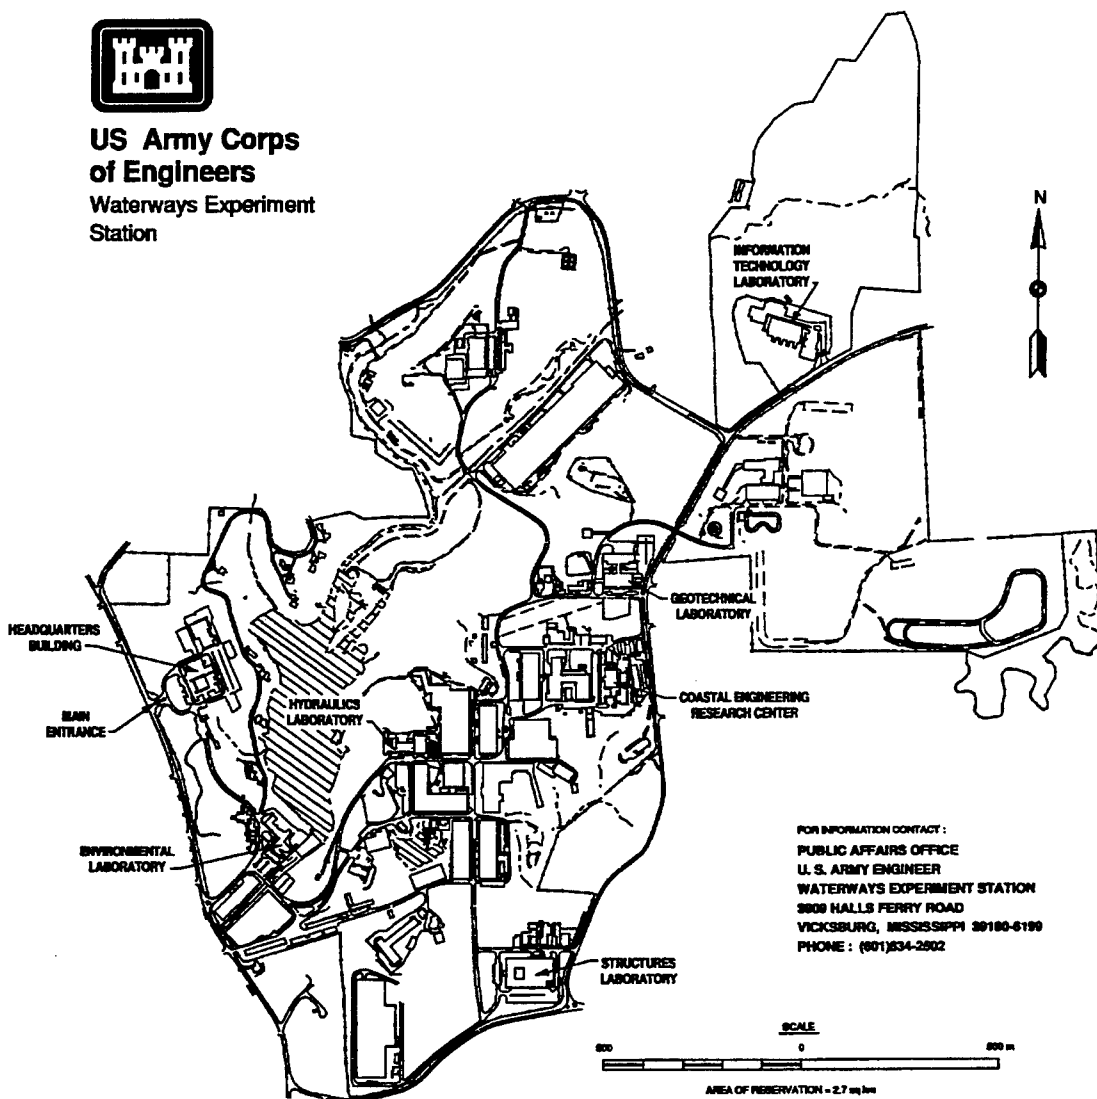 US Army Corps
of Engineers
Waterways Experiment
Station
N
INFORMATION
TECHNOLOGY
LABORATORY
GEOTECHNICAL
LABORATORY
HEADQUARTERS
BUILDING
MAIN
ENTRANCE
HYDRAULICS
LABORATORY
COASTAL ENGINEERING
RESEARCH CENTER
ENVIRONMENTAL
LABORATORY
STRUCTURES
LABORATORY
FOR INFORMATION CONTACT :
PUBLIC AFFAIRS OFFICE
U. S. ARMY ENGINEER
WATERWAYS EXPERIMENT STATION
3909 HALLS FERRY ROAD
VICKSBURG, MISSISSIPPI 39180-6199
PHONE : (601)634-2502
SCALE
0
AREA OF RESERVATION = 2.7 sq km